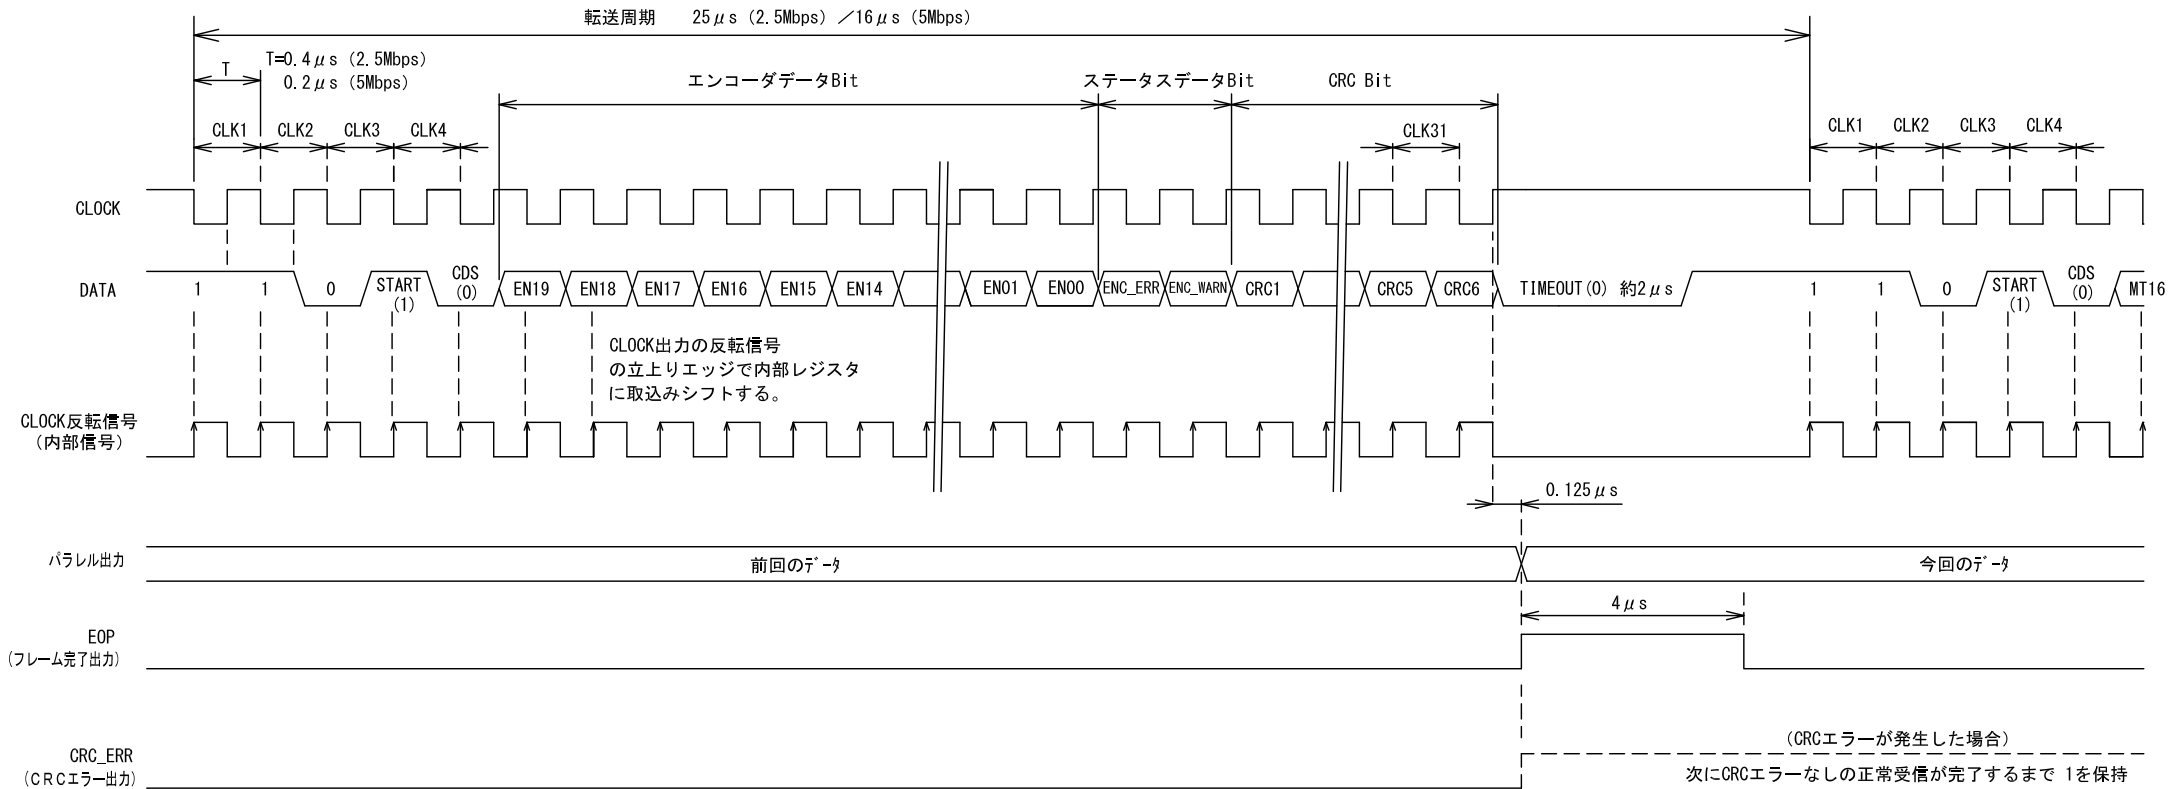 転送周期 25μs (2.5Mbps) ／16μs (5Mbps)
T
T=0.4μs (2.5Mbps)
0.2μs (5Mbps)
エンコーダデータBit
ステータスデータBit
CRC Bit
CLK1 CLK2 CLK3 CLK4 CLK31 CLK1 CLK2 CLK3 CLK4
CLOCK
DATA 1 1 0 START (1) CDS (0) EN19 EN18 EN17 EN16 EN15 EN14 EN01 EN00 ENC_ERR ENC_WARN CRC1 CRC5 CRC6 TIMEOUT(0) 約2μs 1 1 0 START (1) CDS (0) MT16
CLOCK出力の反転信号
の立上りエッジで内部レジスタ
に取込みシフトする。
CLOCK反転信号
(内部信号)
0.125μs
パラレル出力 前回のﾃﾞｰﾀ 今回のﾃﾞｰﾀ
4μs
EOP
(フレーム完了出力)
(CRCエラーが発生した場合)
CRC_ERR
(ＣＲＣエラー出力)
次にCRCエラーなしの正常受信が完了するまで 1を保持